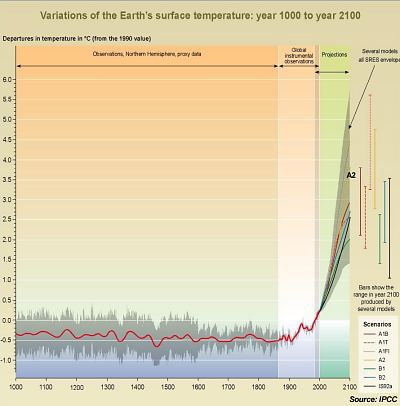 Variations of the Earth's surface temperature: year 1000 to year 2100
Departures in temperature in °C (from the 1990 value)
Observations, Northern Hemisphere, proxy data
Global
instrumental
observations
Projections
Several models
all SRES envelope
6.0
5.5
5.0
4.5
4.0
3.5
3.0
2.5
2.0
1.5
1.0
0.5
0.0
-0.5
-1.0
A2
Bars show the
range in year 2100
produced by
several models
Scenarios
A1B
A1T
A1FI
A2
B1
B2
IS92a
1000
1100
1200
1300
1400
1500
1600
1700
1800
1900
2000
2100
Source: IPCC